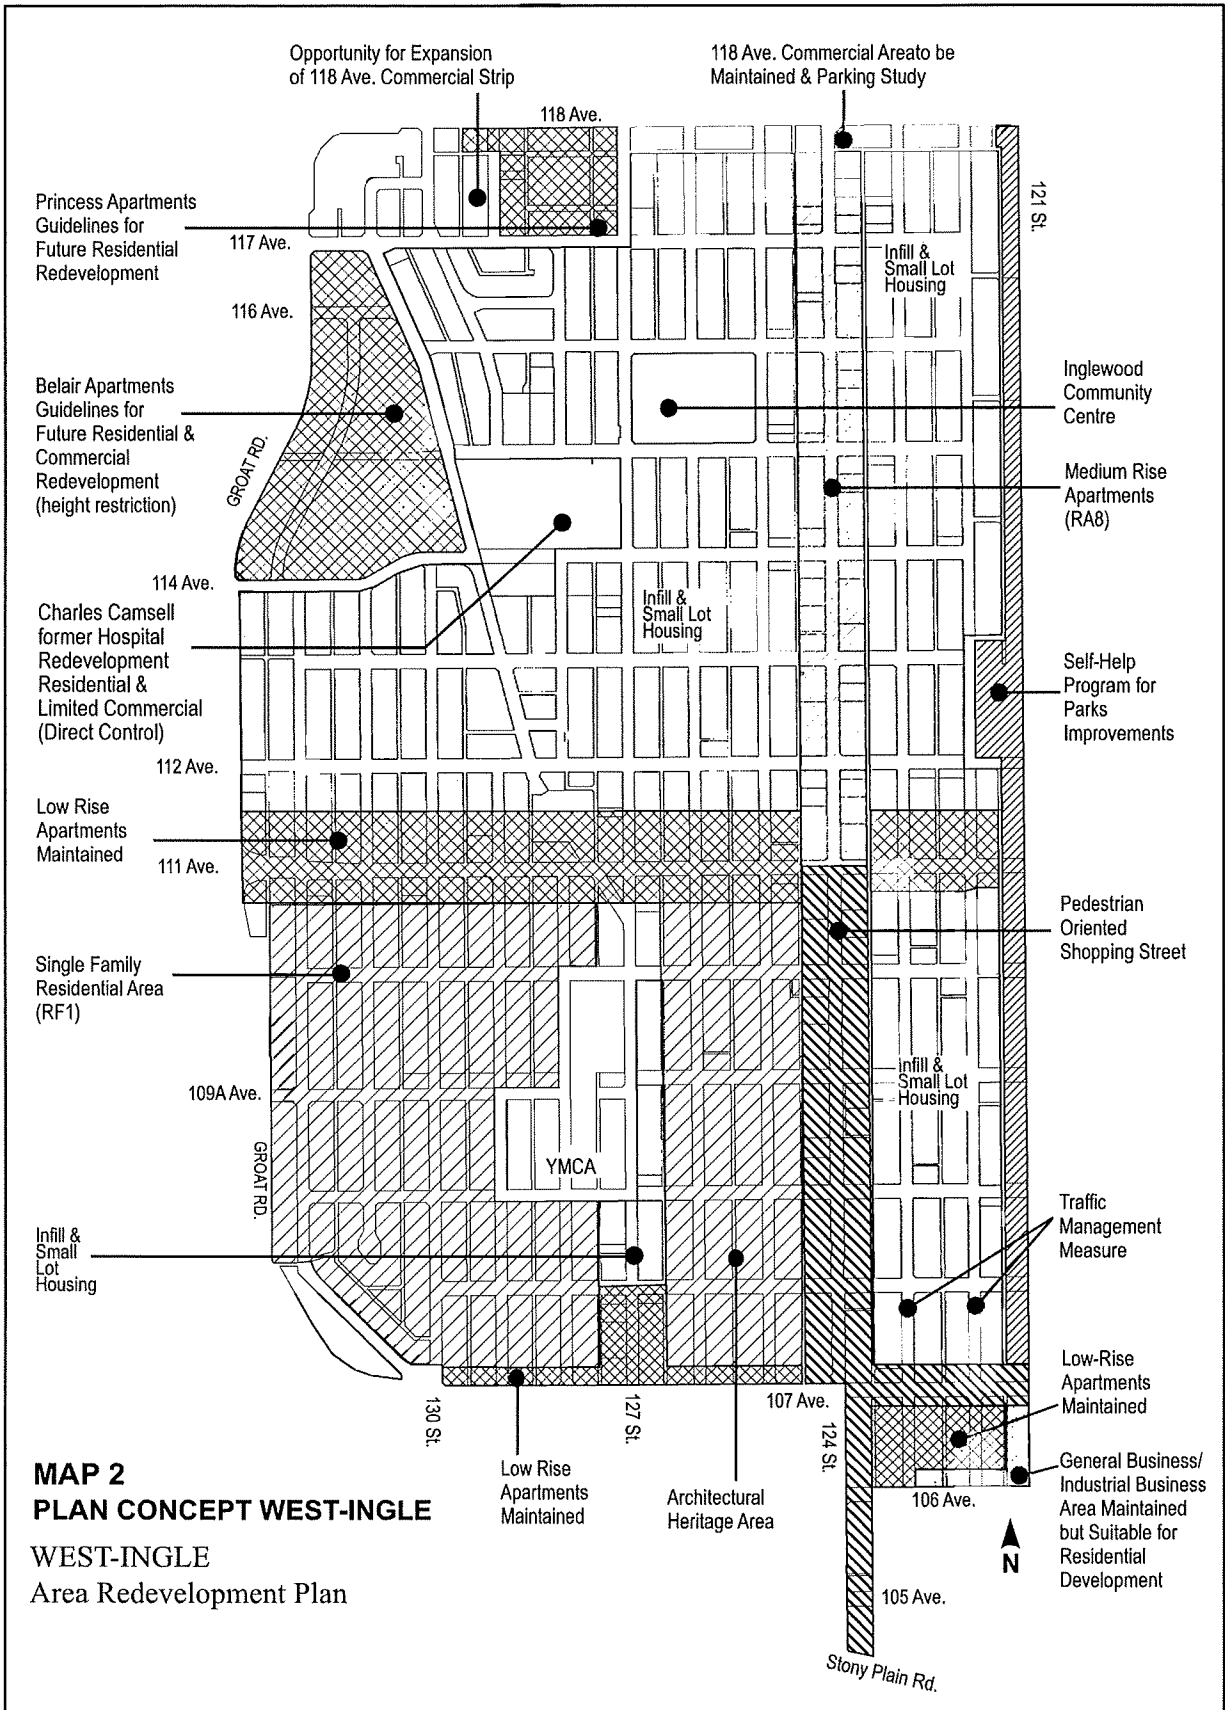 Opportunity for Expansion
of 118 Ave. Commercial Strip
118 Ave. Commercial Areato be
Maintained & Parking Study
118 Ave.
121 St.
Princess Apartments
Guidelines for
Future Residential
Redevelopment
117 Ave.
Infill &
Small Lot
Housing
116 Ave.
Belair Apartments
Guidelines for
Future Residential &
Commercial
Redevelopment
(height restriction)
GROAT RD.
Inglewood
Community
Centre
Medium Rise
Apartments
(RA8)
114 Ave.
Charles Camsell
former Hospital
Redevelopment
Residential &
Limited Commercial
(Direct Control)
Infill &
Small Lot
Housing
Self-Help
Program for
Parks
Improvements
112 Ave.
Low Rise
Apartments
Maintained
111 Ave.
Pedestrian
Oriented
Shopping Street
Single Family
Residential Area
(RF1)
109A Ave.
Infill &
Small Lot
Housing
GROAT RD.
YMCA
Infill &
Small
Lot
Housing
Traffic
Management
Measure
Low-Rise
Apartments
Maintained
130 St.
127 St.
107 Ave.
124 St.
Low Rise
Apartments
Maintained
Architectural
Heritage Area
106 Ave.
General Business/
Industrial Business
Area Maintained
but Suitable for
Residential
Development
N
105 Ave.
Stony Plain Rd.
MAP 2
PLAN CONCEPT WEST-INGLE
WEST-INGLE
Area Redevelopment Plan